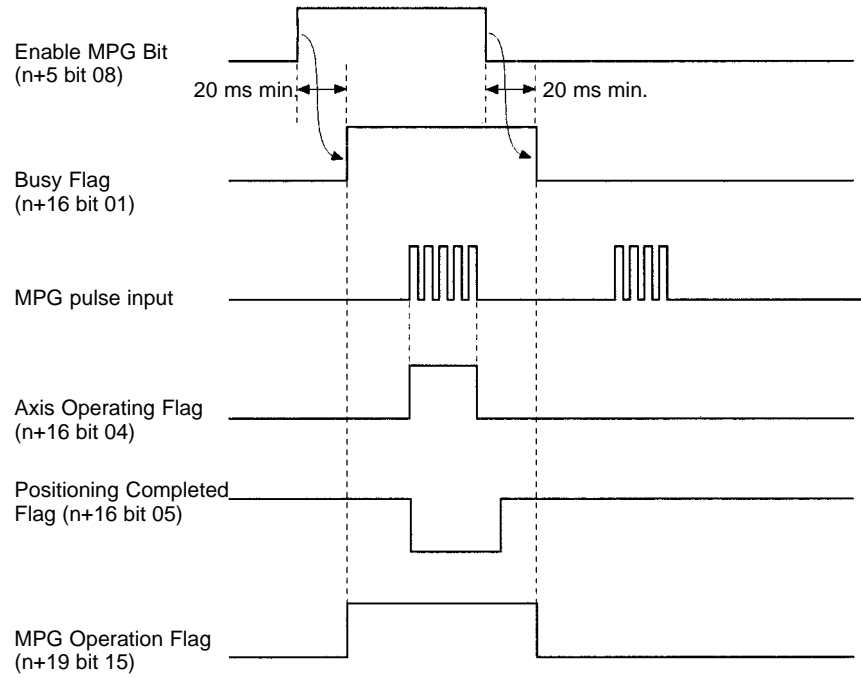 Enable MPG Bit
(n+5 bit 08)
20 ms min.
20 ms min.
Busy Flag
(n+16 bit 01)
MPG pulse input
Axis Operating Flag
(n+16 bit 04)
Positioning Completed
Flag (n+16 bit 05)
MPG Operation Flag
(n+19 bit 15)